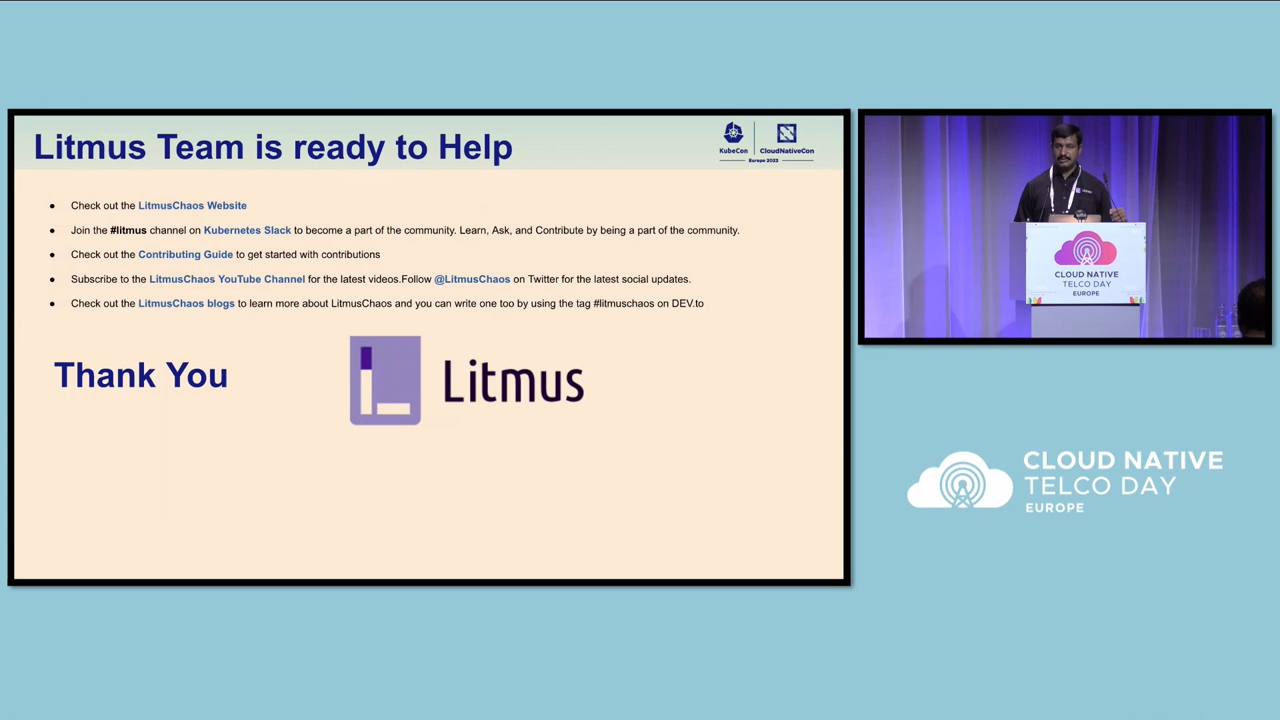 Litmus Team is ready to Help
KubeCon
CloudNativeCon
Europe 2023
● Check out the LitmusChaos Website
● Join the #litmus channel on Kubernetes Slack to become a part of the community. Learn, Ask, and Contribute by being a part of the community.
● Check out the Contributing Guide to get started with contributions
● Subscribe to the LitmusChaos YouTube Channel for the latest videos.Follow @LitmusChaos on Twitter for the latest social updates.
● Check out the LitmusChaos blogs to learn more about LitmusChaos and you can write one too by using the tag #litmuschaos on DEV.to
Thank You
Litmus
CLOUD NATIVE
TELCO DAY
EUROPE
CLOUD NATIVE
TELCO DAY
EUROPE